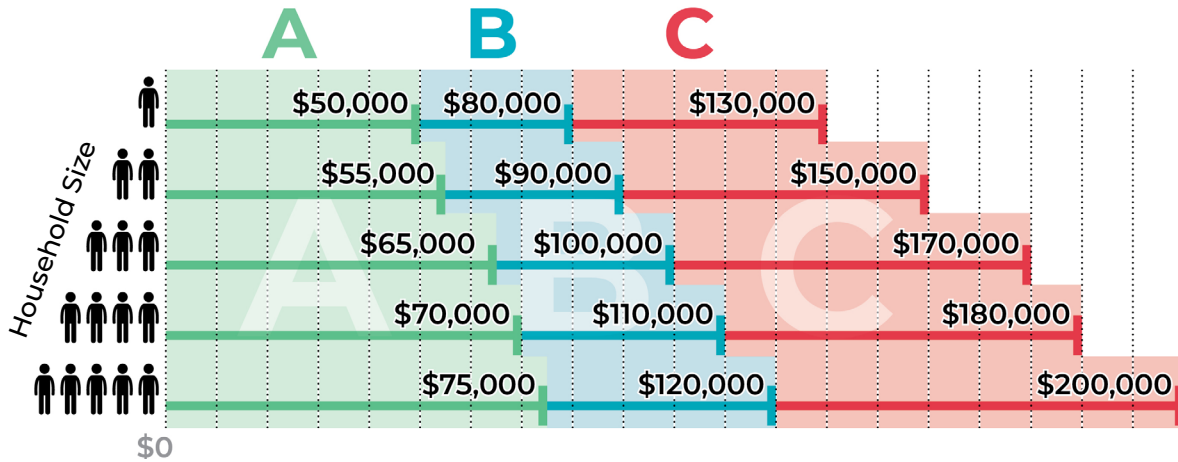 A B C
$50,000 $80,000 $130,000
$55,000 $90,000 $150,000
$65,000 $100,000 $170,000
A B C
$70,000 $110,000 $180,000
$75,000 $120,000 $200,000
Household Size
$0